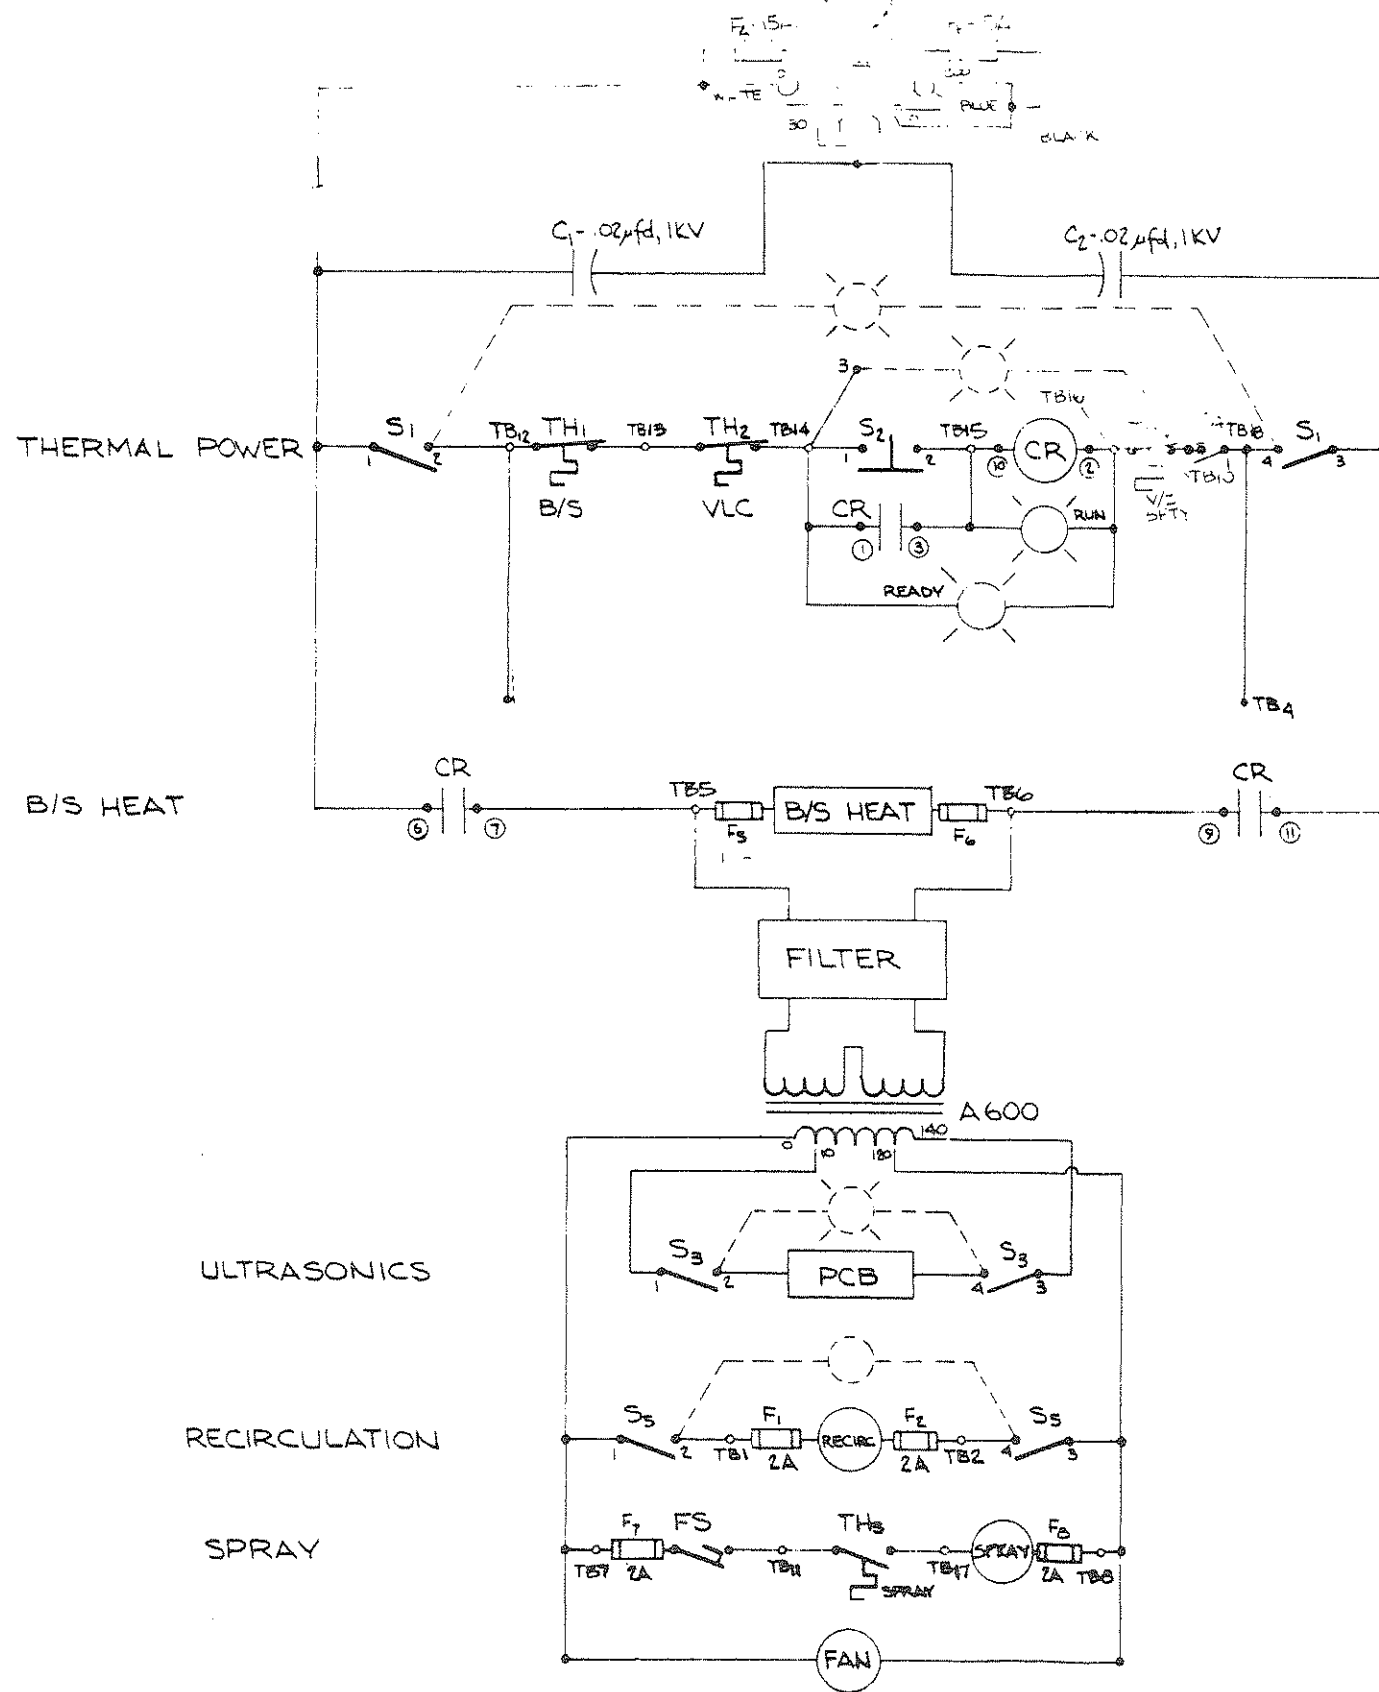 BLUE
30
C1-.02µfd, 1KV
C2-.02µfd, 1KV
3
TB16
THERMAL POWER
S1
1
2
TB12
TH1
B/S
TB13
TH2
VLC
TB14
S2
1
2
TB15
10
CR
2
TB18
S1
4
3
CR
1
3
RUN
READY
TB4
B/S HEAT
CR
7
TB5
B/S HEAT
F6
TB6
CR
9
11
FILTER
A600
0
10
140
ULTRASONICS
S3
1
2
PCB
S3
4
3
RECIRCULATION
S5
1
2
TB1
F1
2A
RECIRC
F2
2A
TB2
S5
4
3
SPRAY
F7
2A
FS
TB11
TH3
SPRAY
TB17
SPRAY
F8
2A
TB8
FAN